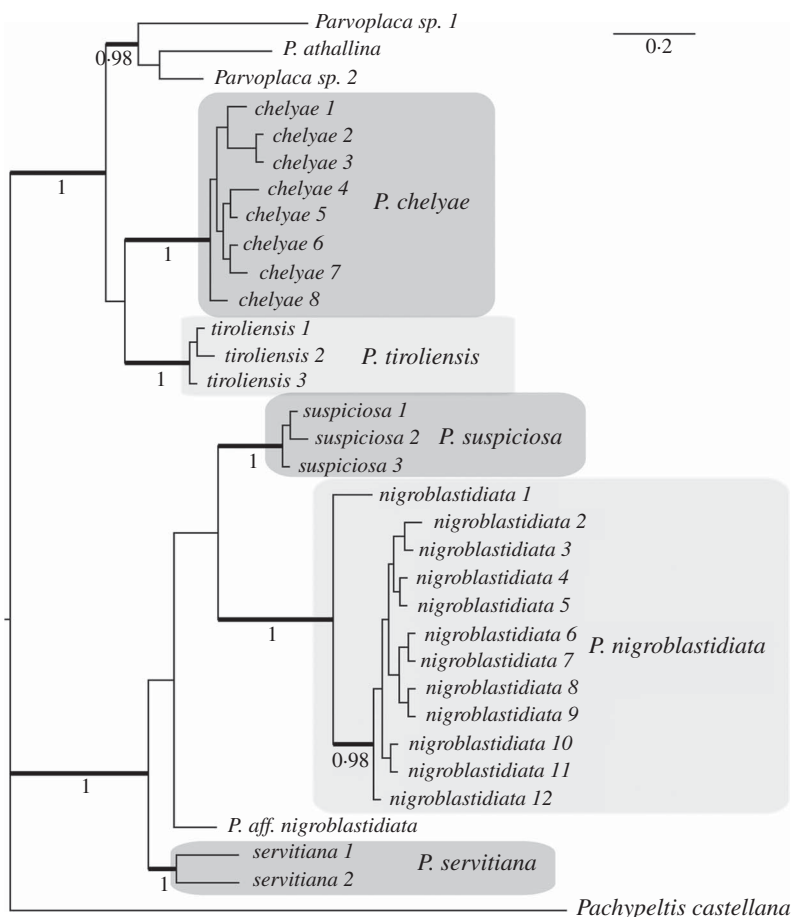 Parvoplaca sp. 1
0·2
P. athallina
0·98
Parvoplaca sp. 2
chelyae 1
chelyae 2
chelyae 3
1
chelyae 4
P. chelyae
chelyae 5
chelyae 6
1
chelyae 7
chelyae 8
tiroliensis 1
tiroliensis 2
P. tiroliensis
1
tiroliensis 3
suspiciosa 1
suspiciosa 2
P. suspiciosa
1
suspiciosa 3
nigroblastidiata 1
nigroblastidiata 2
nigroblastidiata 3
nigroblastidiata 4
nigroblastidiata 5
1
nigroblastidiata 6
P. nigroblastidiata
nigroblastidiata 7
nigroblastidiata 8
nigroblastidiata 9
nigroblastidiata 10
0·98
nigroblastidiata 11
1
nigroblastidiata 12
P. aff. nigroblastidiata
servitiana 1
P. servitiana
1
servitiana 2
Pachypeltis castellana